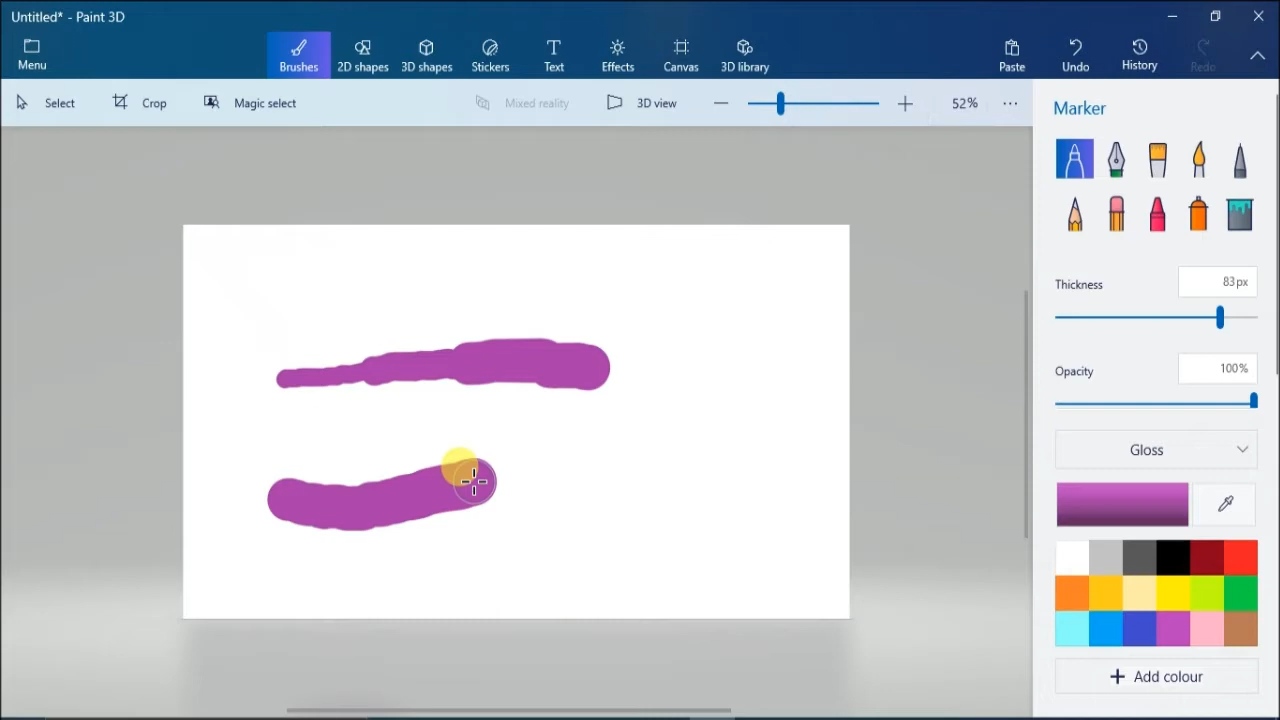 Untitled* - Paint 3D
Menu
Brushes
2D shapes
3D shapes
Stickers
Text
Effects
Canvas
3D library
Paste
Undo
History
Redo
Select
Crop
Magic select
Mixed reality
3D view
52%
Marker
Thickness
83px
Opacity
100%
Gloss
Add colour